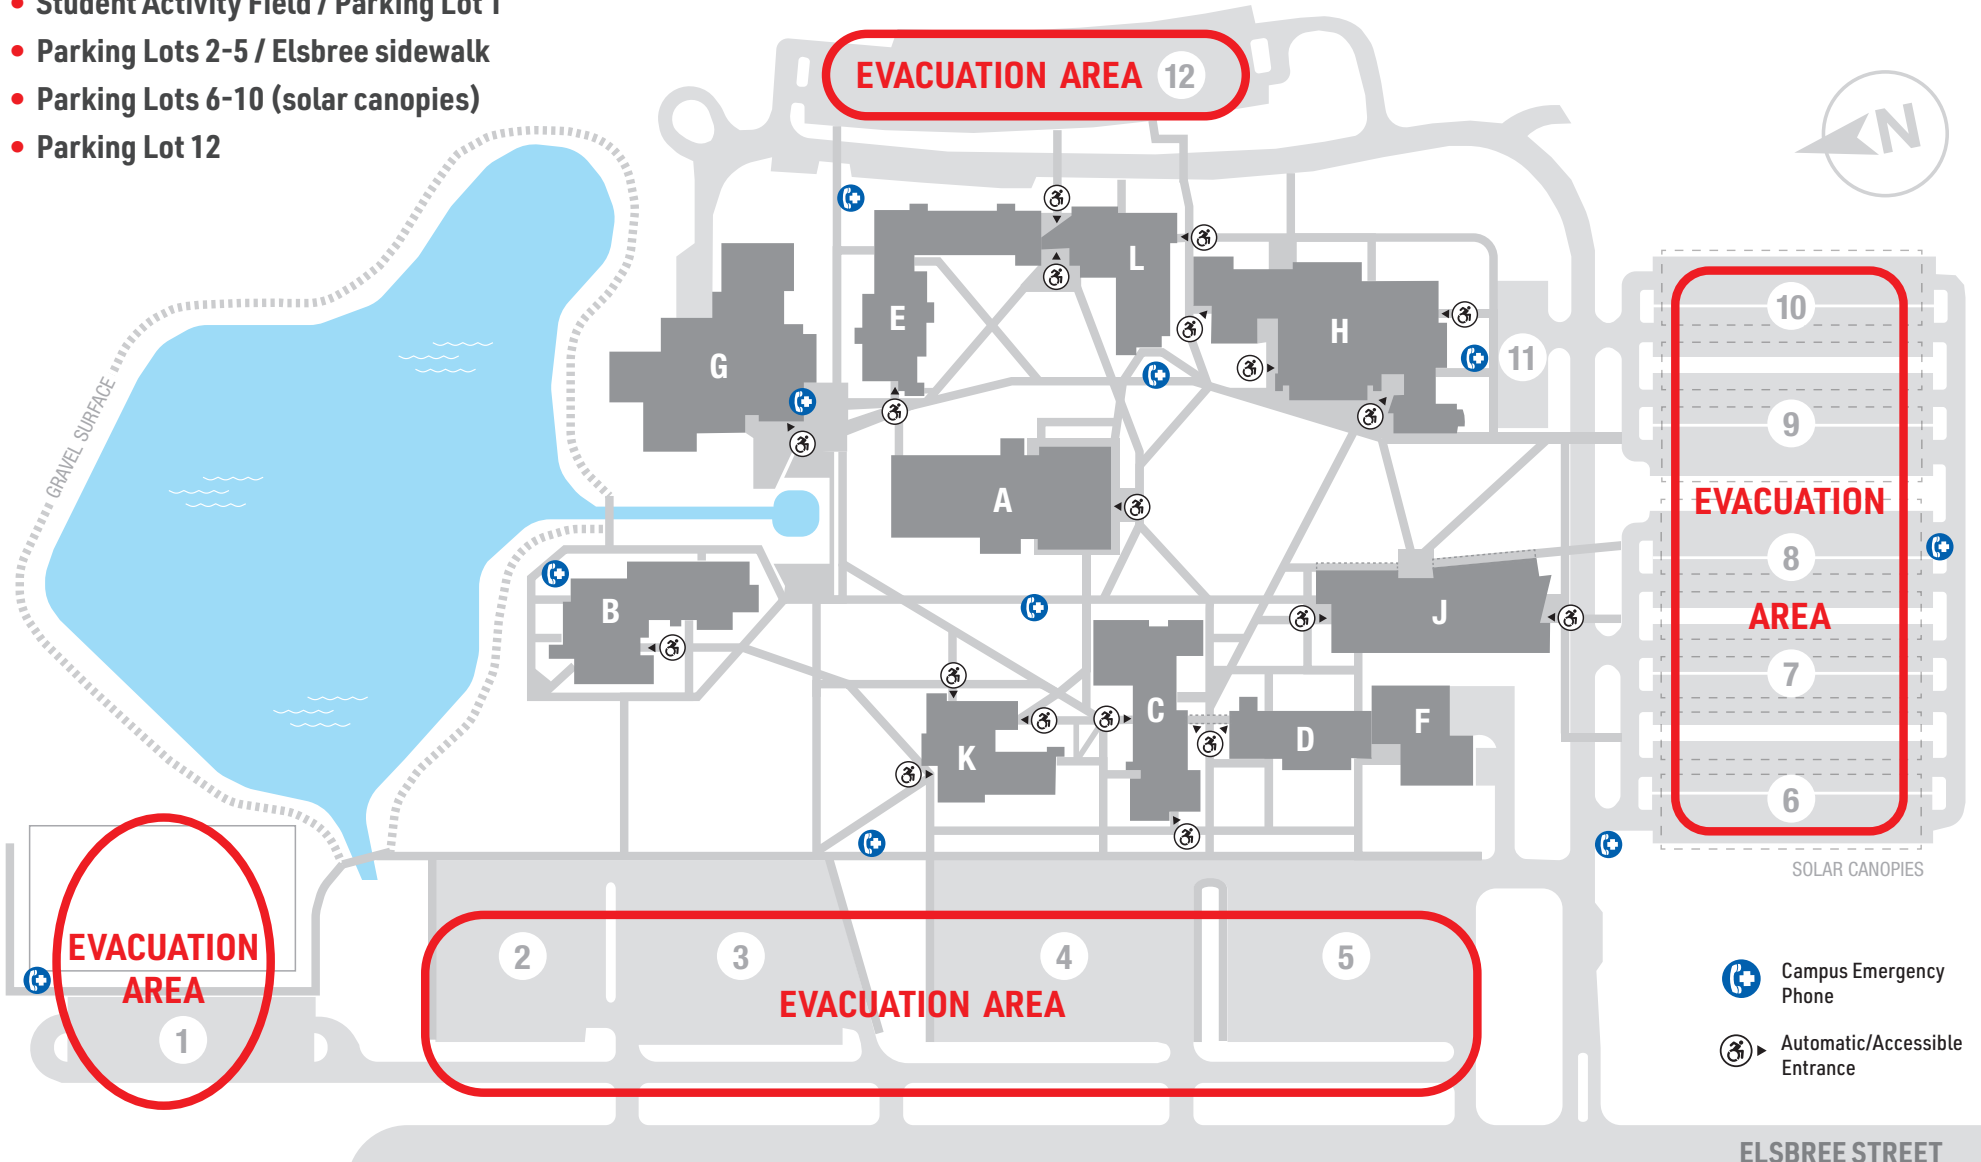 Student Activity Field / Parking Lot 1
• Parking Lots 2-5 / Elsbree sidewalk
• Parking Lots 6-10 (solar canopies)
• Parking Lot 12
EVACUATION AREA 12
N
L
E
H
G
10
11
9
GRAVEL SURFACE
A
EVACUATION
8
B
J
AREA
7
C
F
D
K
6
SOLAR CANOPIES
EVACUATION
AREA
1
2
3
4
5
EVACUATION AREA
Campus Emergency
Phone
Automatic/Accessible
Entrance
ELSBREE STREET